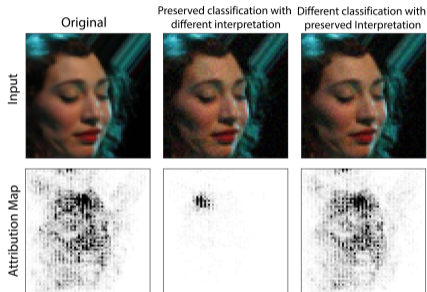 Original
Preserved classification with
different interpretation
Different classification with
preserved Interpretation
Input
Attribution Map